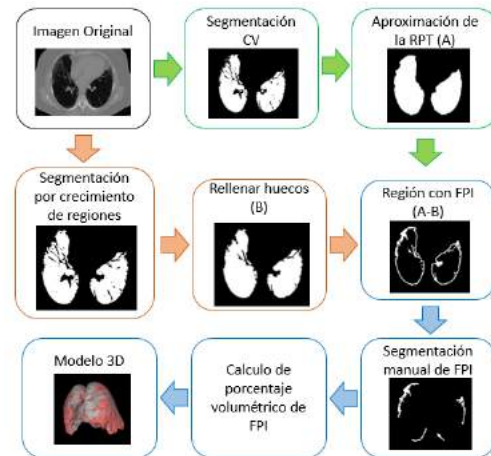 Imagen Original
Segmentación
CV
Aproximación de
la RPT (A)
Segmentación
por crecimiento
de regiones
Rellenar huecos
(B)
Región con FPI
(A-B)
Modelo 3D
Calculo de
porcentaje
volumétrico de
FPI
Segmentación
manual de FPI